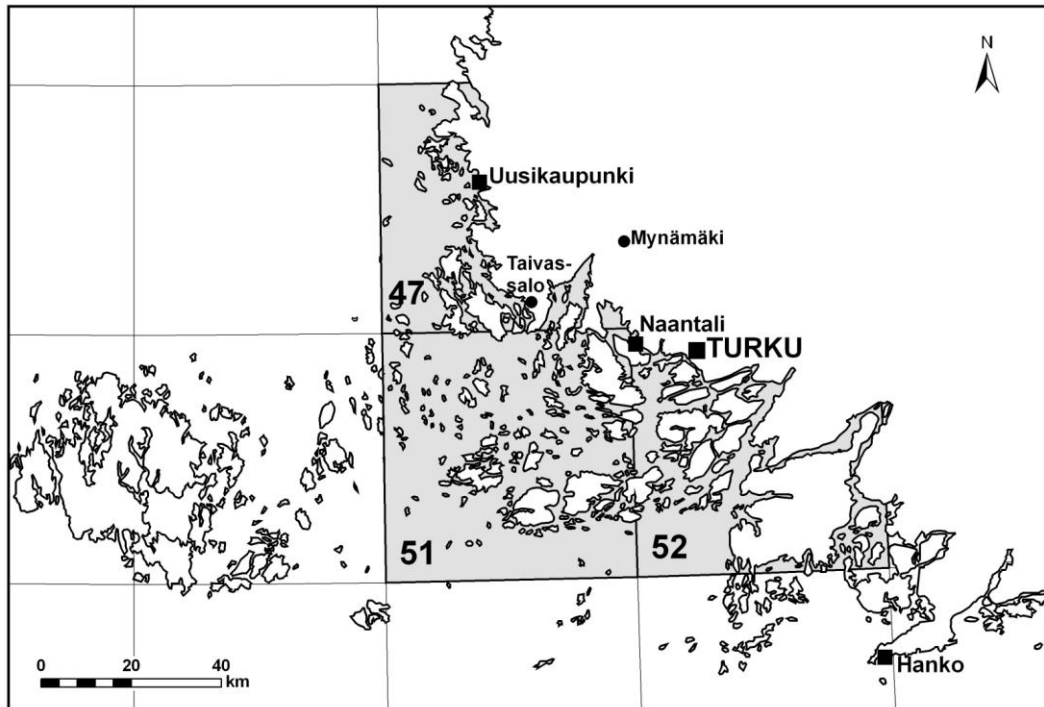 N
Uusikaupunki
Mynämäki
Taivas-
salo
47
Naantali
TURKU
51
52
Hanko
0 20 40
km